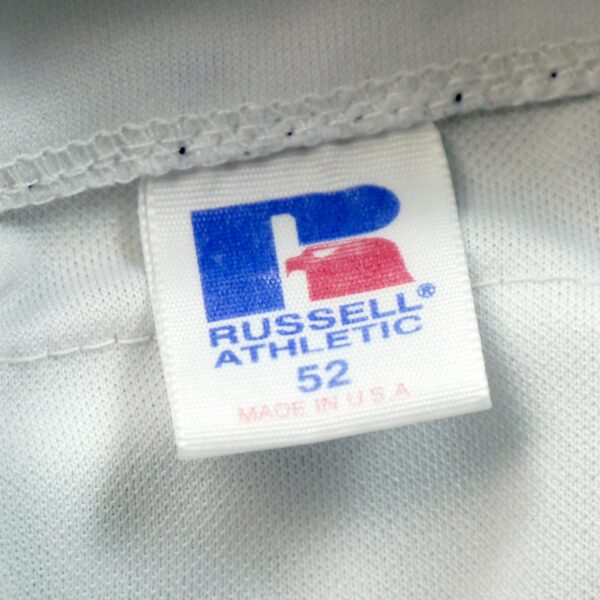 RUSSELL®
ATHLETIC
52
MADE IN U S A